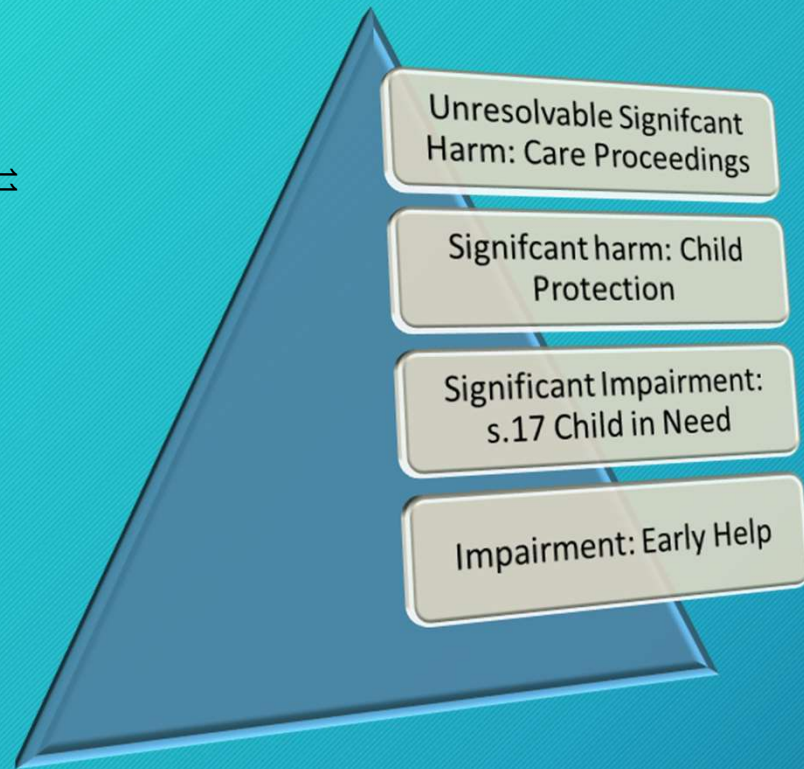 Unresolvable Signifcant
Harm: Care Proceedings
Signifcant harm: Child
Protection
Significant Impairment:
s.17 Child in Need
Impairment: Early Help